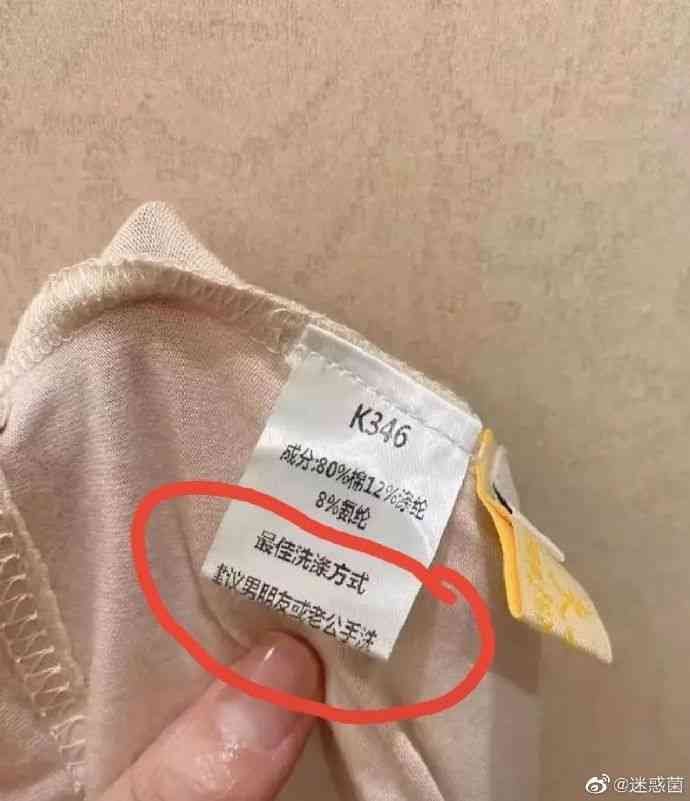 K346
成分:80%棉12%涤纶
8%氨纶
最佳洗涤方式
建议男朋友或老公手洗
@迷惑菌